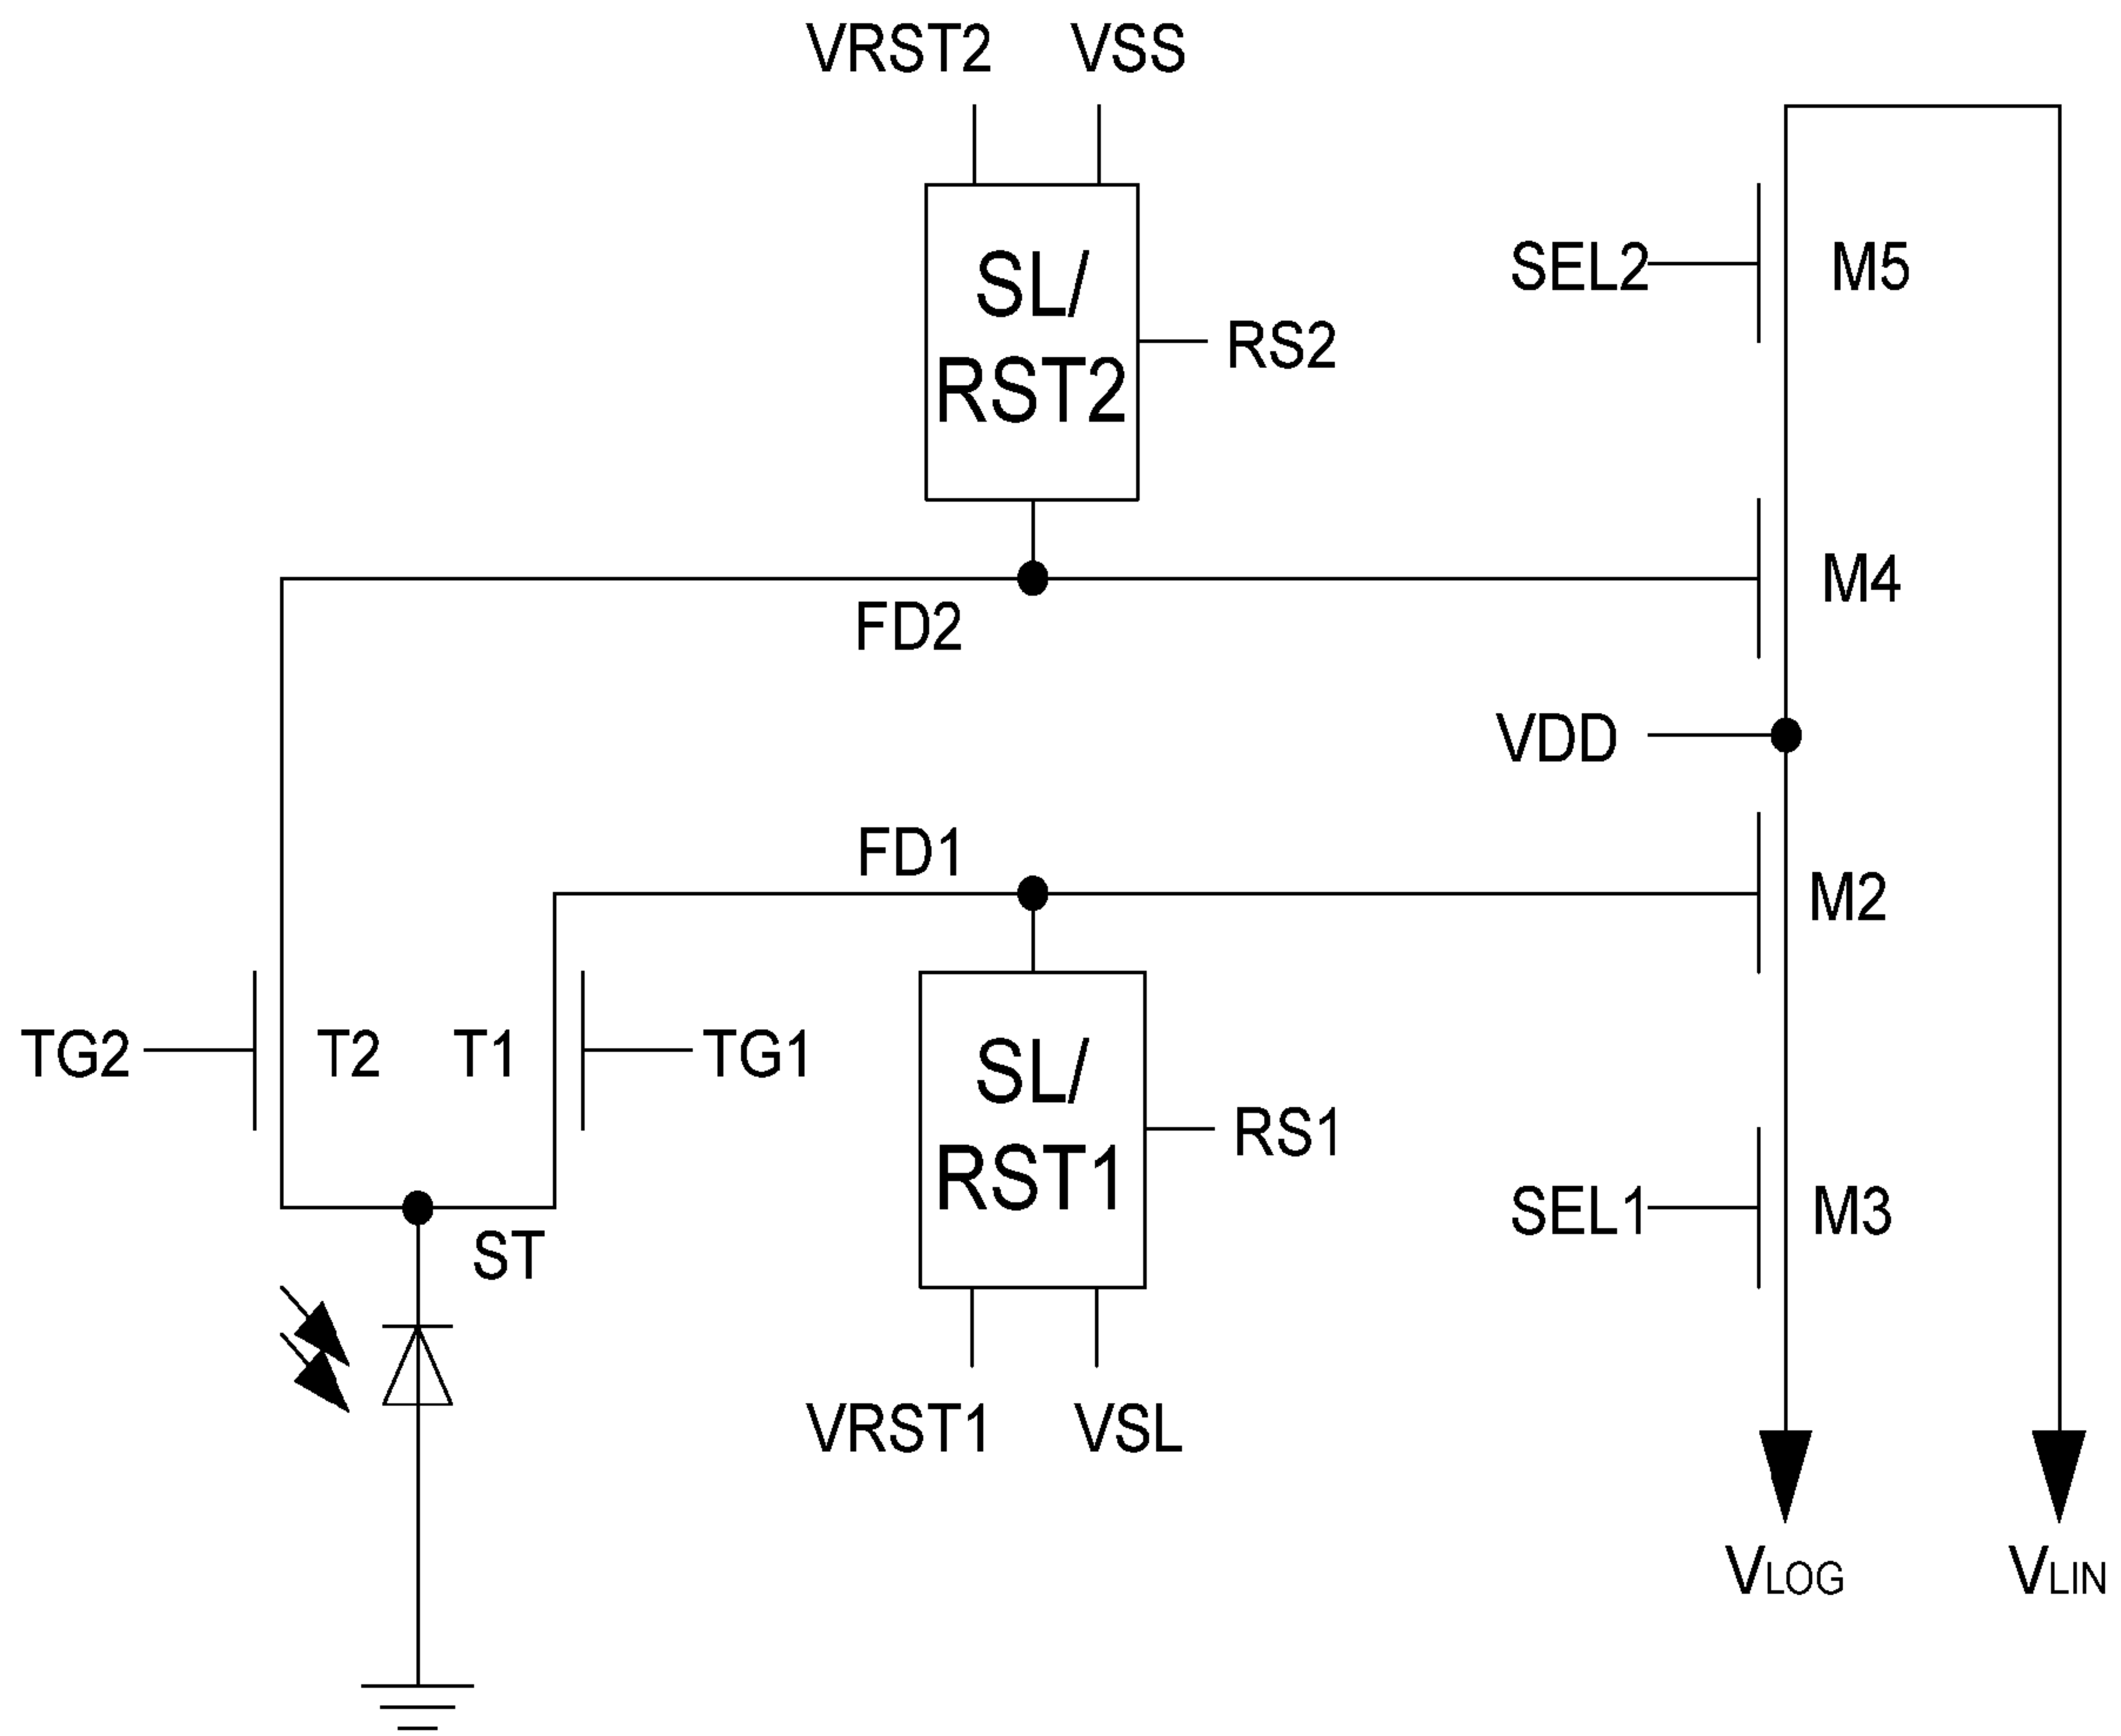 VRST2 VSS
SL/
RST2
RS2
SEL2
M5
FD2
M4
VDD
FD1
M2
TG2
T2
T1
TG1
SL/
RST1
RS1
SEL1
M3
ST
VRST1 VSL
VLOG
VLIN